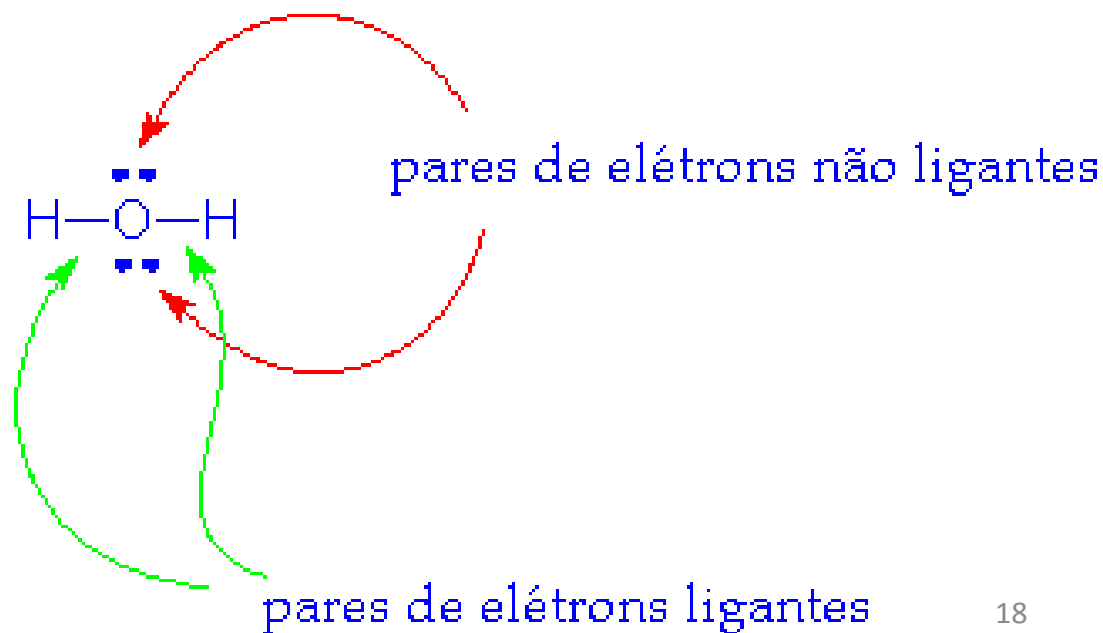 pares de elétrons não ligantes
H—O—H
pares de elétrons ligantes
18